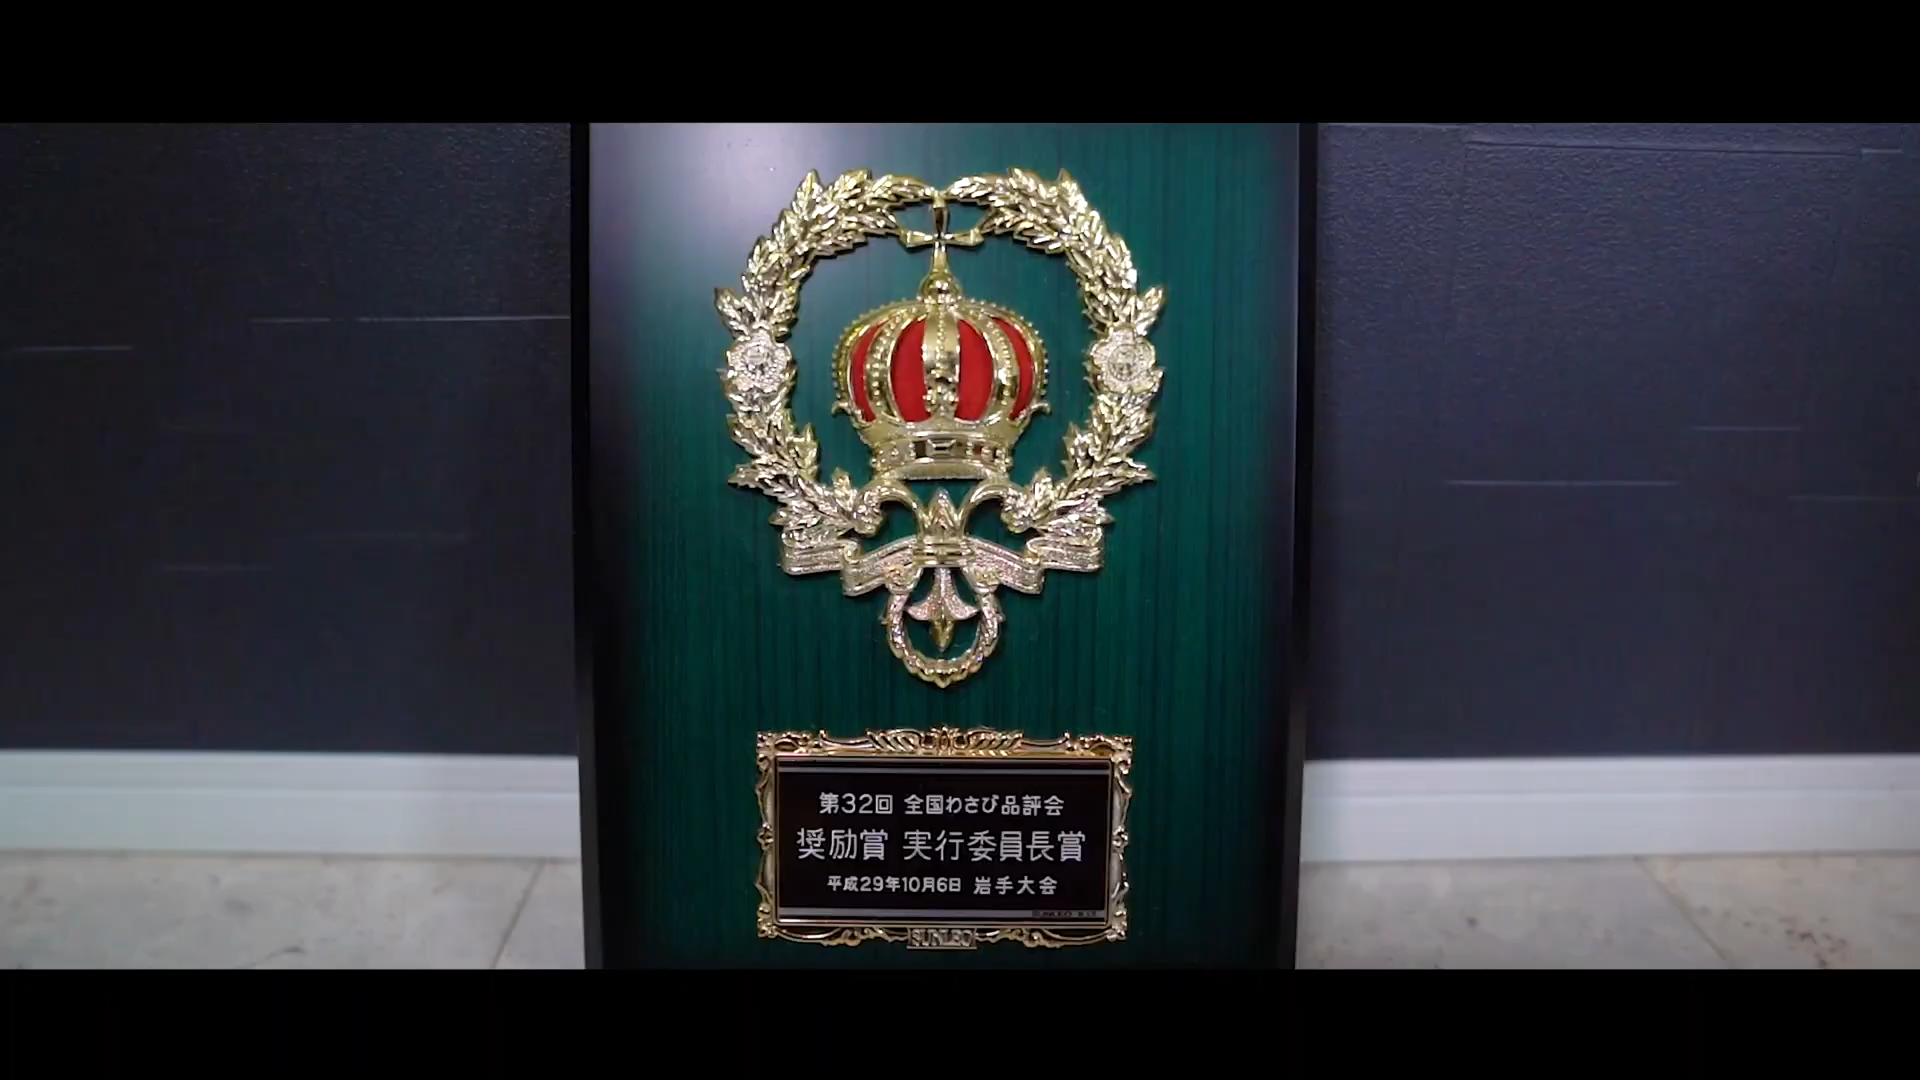 第32回 全国わさび品評会
奨励賞 実行委員長賞
平成29年10月6日 岩手大会
SUNLEO